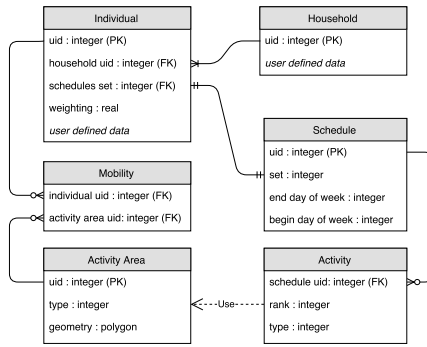 Individual
uid : integer (PK)
household uid : integer (FK)
schedules set : integer (FK)
weighting : real
user defined data
Household
uid : integer (PK)
user defined data
Schedule
uid : integer (PK)
set : integer
end day of week : integer
begin day of week : integer
Mobility
individual uid : integer (FK)
activity area uid: integer (FK)
Activity Area
uid : integer (PK)
type : integer
geometry : polygon
Use
Activity
schedule uid: integer (FK)
rank : integer
type : integer